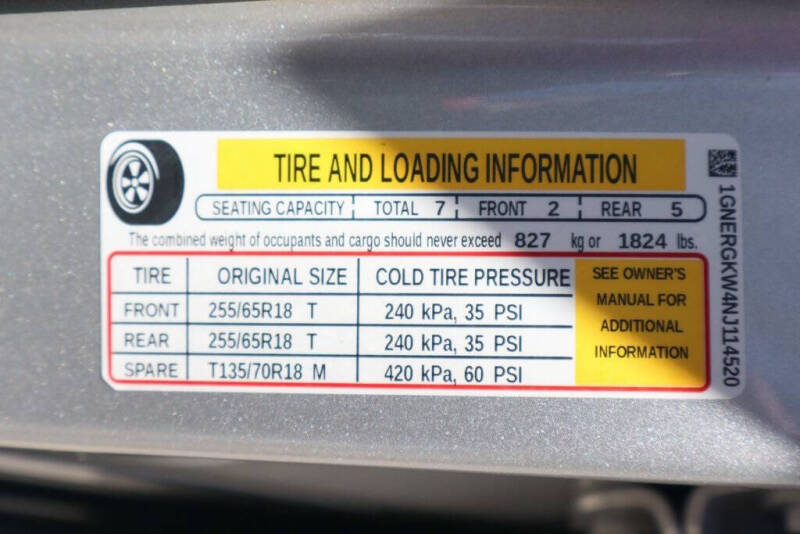 TIRE AND LOADING INFORMATION
SEATING CAPACITY TOTAL 7 FRONT 2 REAR 5
The combined weight of occupants and cargo should never exceed 827 kg or 1824 lbs.
TIRE ORIGINAL SIZE COLD TIRE PRESSURE
FRONT 255/65R18 T 240 kPa, 35 PSI
REAR 255/65R18 T 240 kPa, 35 PSI
SPARE T135/70R18 M 420 kPa, 60 PSI
SEE OWNER'S
MANUAL FOR
ADDITIONAL
INFORMATION
1GNERGKW4NJ114520